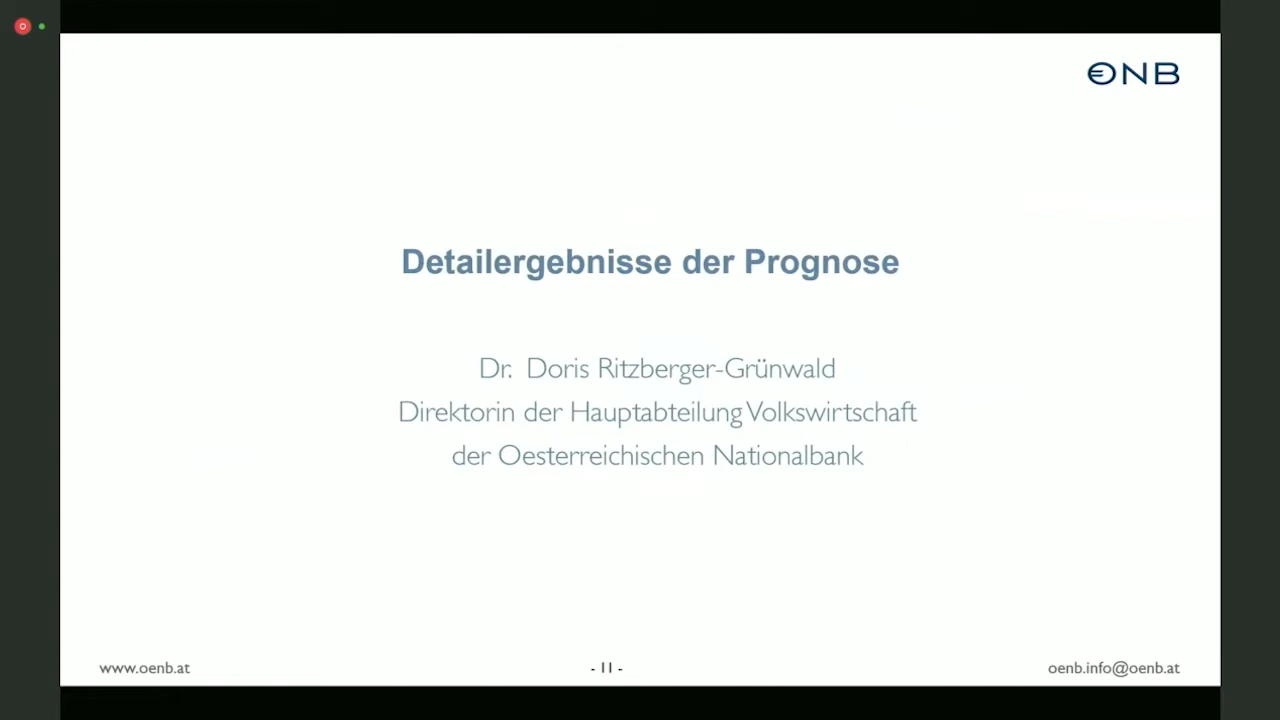 ONB
Detailergebnisse der Prognose
Dr. Doris Ritzberger-Grünwald
Direktorin der Hauptabteilung Volkswirtschaft
der Oesterreichischen Nationalbank
www.oenb.at
- 11 -
oenb.info@oenb.at